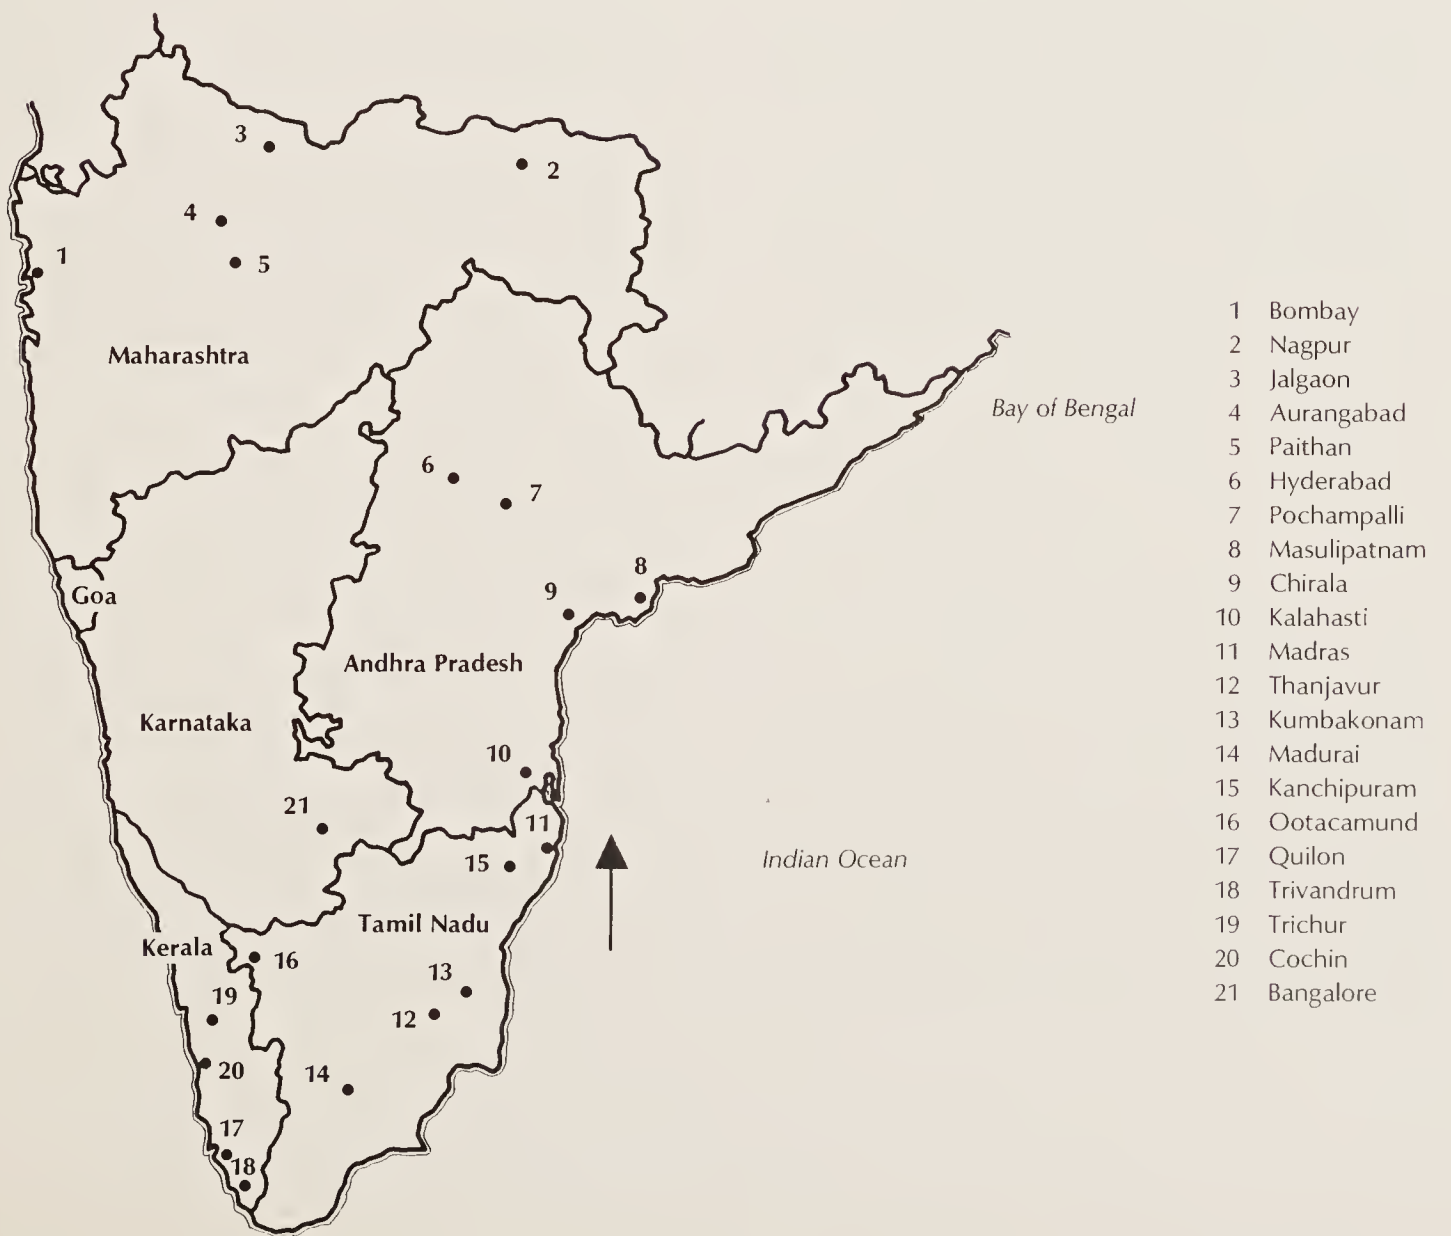 3
2
4
1
5
Maharashtra
Bay of Bengal
6
7
8
9
Goa
Andhra Pradesh
Karnataka
10
21
11
15
Indian Ocean
Tamil Nadu
Kerala
16
13
19
12
20
14
17
18
1 Bombay
2 Nagpur
3 Jalgaon
4 Aurangabad
5 Paithan
6 Hyderabad
7 Pochampalli
8 Masulipatnam
9 Chirala
10 Kalahasti
11 Madras
12 Thanjavur
13 Kumbakonam
14 Madurai
15 Kanchipuram
16 Ootacamund
17 Quilon
18 Trivandrum
19 Trichur
20 Cochin
21 Bangalore